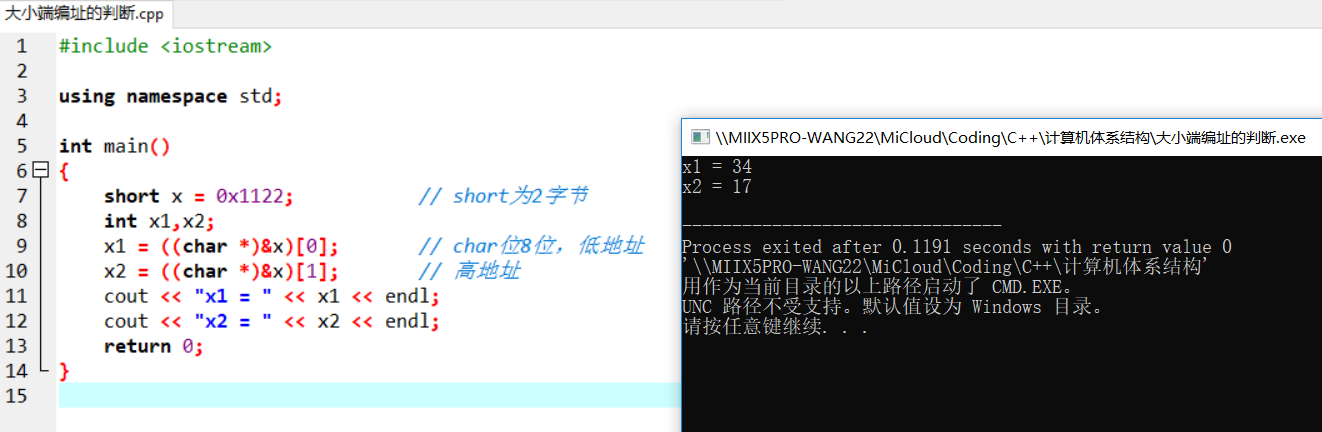 大小端编址的判断.cpp
1 #include <iostream>
2
3 using namespace std;
4
5 int main()
6 {
7 short x = 0x1122; // short为2字节
8 int x1,x2;
9 x1 = ((char *)&x)[0]; // char位8位，低地址
10 x2 = ((char *)&x)[1]; // 高地址
11 cout << "x1 = " << x1 << endl;
12 cout << "x2 = " << x2 << endl;
13 return 0;
14 }
15
\\MIIX5PRO-WANG22\MiCloud\Coding\C++\计算机体系结构\大小端编址的判断.exe
x1 = 34
x2 = 17
--------------------------------
Process exited after 0.1191 seconds with return value 0
'\\MIIX5PRO-WANG22\MiCloud\Coding\C++\计算机体系结构'
用作为当前目录的以上路径启动了 CMD.EXE。
UNC 路径不受支持。默认值设为 Windows 目录。
请按任意键继续. . .